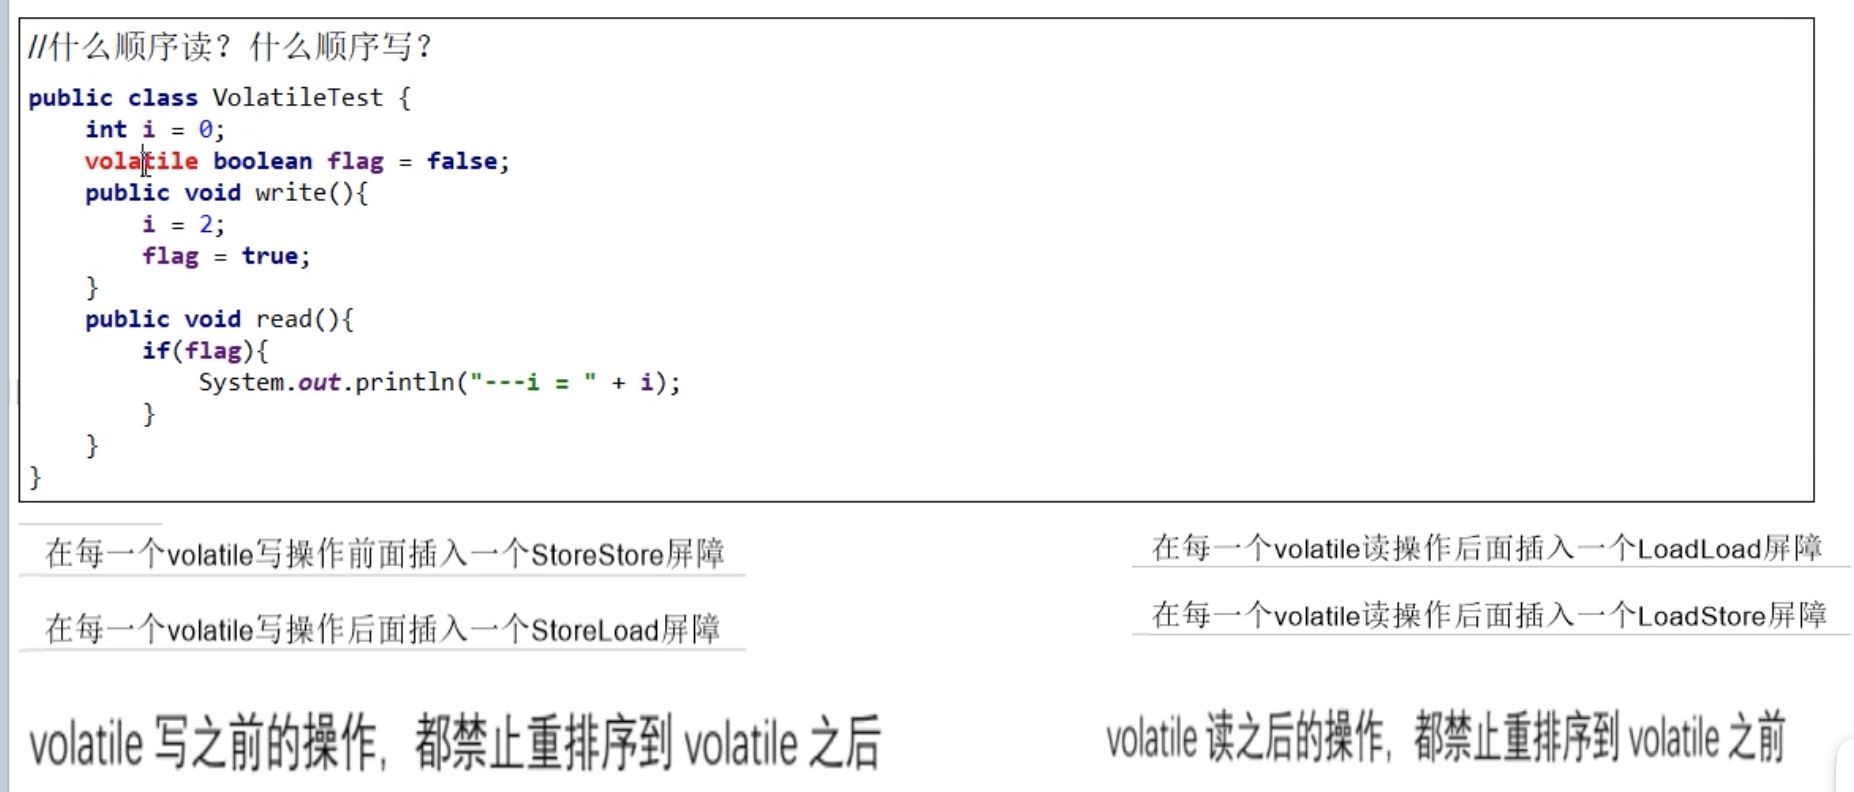 //什么顺序读？什么顺序写？
public class VolatileTest {
    int i = 0;
    volatile boolean flag = false;
    public void write(){
        i = 2;
        flag = true;
    }
    public void read(){
        if(flag){
            System.out.println("---i = " + i);
        }
    }
}
在每一个volatile写操作前面插入一个StoreStore屏障
在每一个volatile写操作后面插入一个StoreLoad屏障
volatile 写之前的操作，都禁止重排序到 volatile 之后
在每一个volatile读操作后面插入一个LoadLoad屏障
在每一个volatile读操作后面插入一个LoadStore屏障
volatile 读之后的操作，都禁止重排序到 volatile 之前